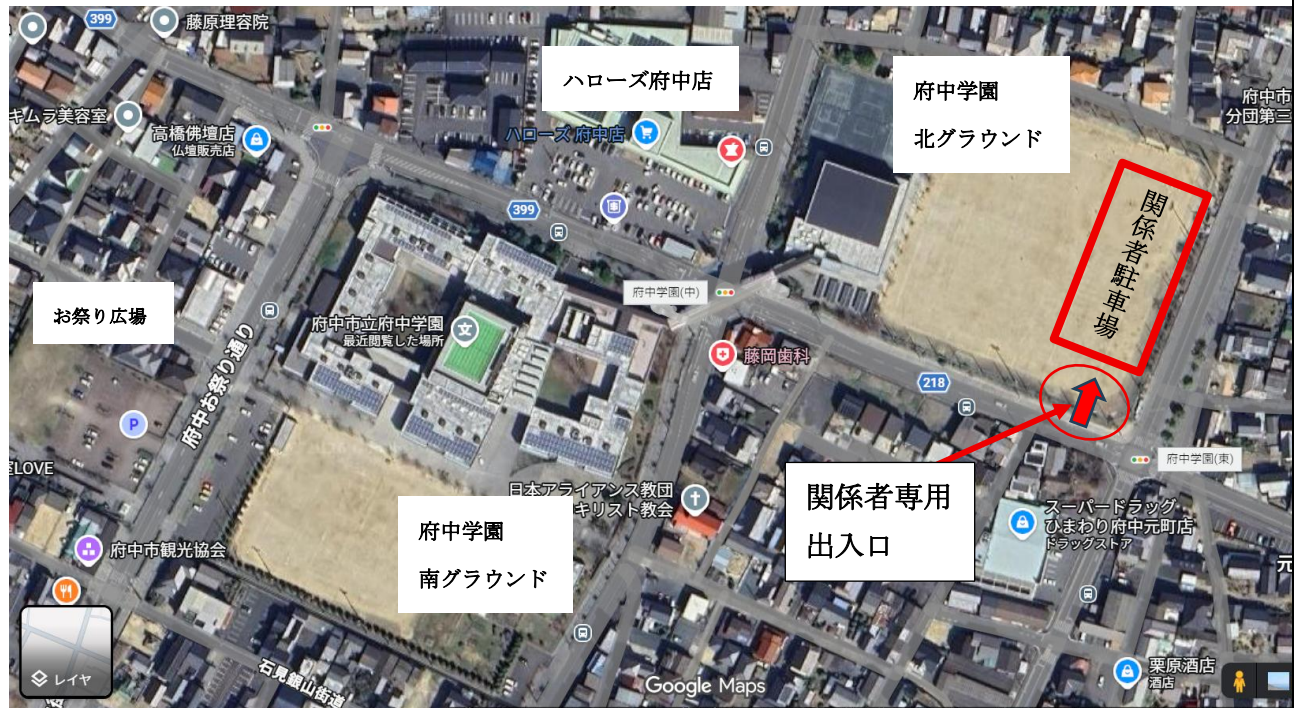 399
藤原理容院
キムラ美容室
高橋佛壇店
仏壇販売店
ハローズ府中店
ハローズ 府中店
399
府中学園
北グラウンド
府中市
分団第三
関係者駐車場
お祭り広場
府中お祭り通り
P
LOVE
府中市立府中学園
最近閲覧した場所
文
府中学園(中)
藤岡歯科
218
府中学園(東)
関係者専用
出入口
日本アライアンス教団
キリスト教会
府中学園
南グラウンド
スーパードラッグ
ひまわり府中元町店
ドラッグストア
元
府中市観光協会
石見銀山街道
レイヤ
Google Maps
栗原酒店
酒店